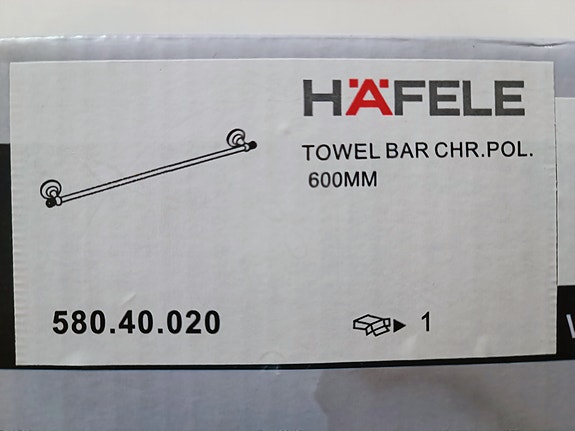 HÄFELE
TOWEL BAR CHR.POL.
600MM
580.40.020
1